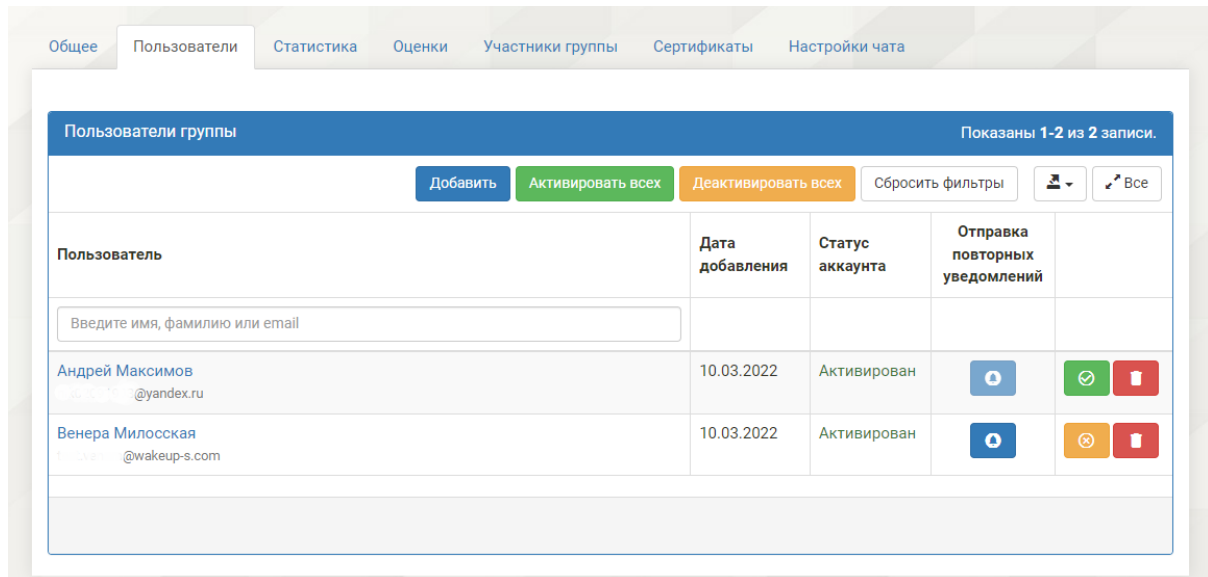 Общее Пользователи Статистика Оценки Участники группы Сертификаты Настройки чата
Пользователи группы Показаны 1-2 из 2 записи.
Добавить Активировать всех Деактивировать всех Сбросить фильтры Все
Пользователь Дата добавления Статус аккаунта Отправка повторных уведомлений
Введите имя, фамилию или email
Андрей Максимов 10.03.2022 Активирован
@yandex.ru
Венера Милосская 10.03.2022 Активирован
@wakeup-s.com